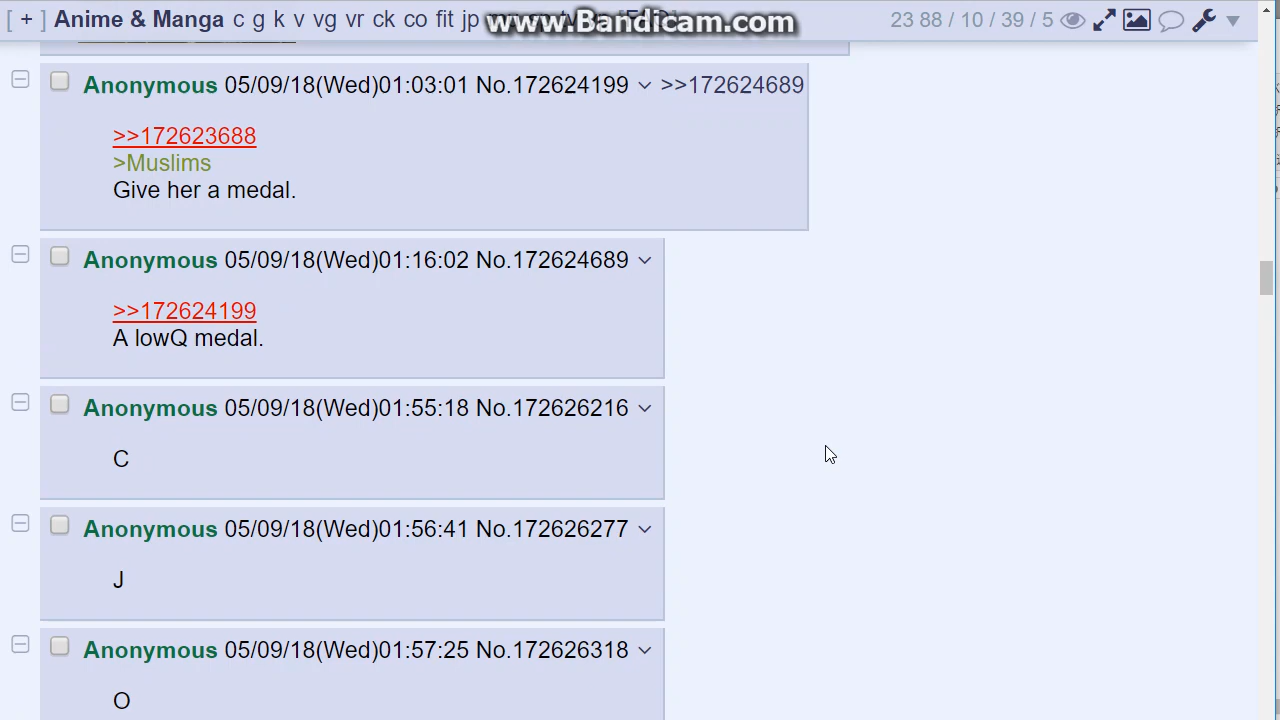 [ + ] Anime & Manga c g k v vg vr ck co fit jp
www.Bandicam.com
23 88 / 10 / 39 / 5
Anonymous 05/09/18(Wed)01:03:01 No.172624199 >>172624689
>>172623688
>Muslims
Give her a medal.
Anonymous 05/09/18(Wed)01:16:02 No.172624689
>>172624199
A lowQ medal.
Anonymous 05/09/18(Wed)01:55:18 No.172626216
C
Anonymous 05/09/18(Wed)01:56:41 No.172626277
J
Anonymous 05/09/18(Wed)01:57:25 No.172626318
O